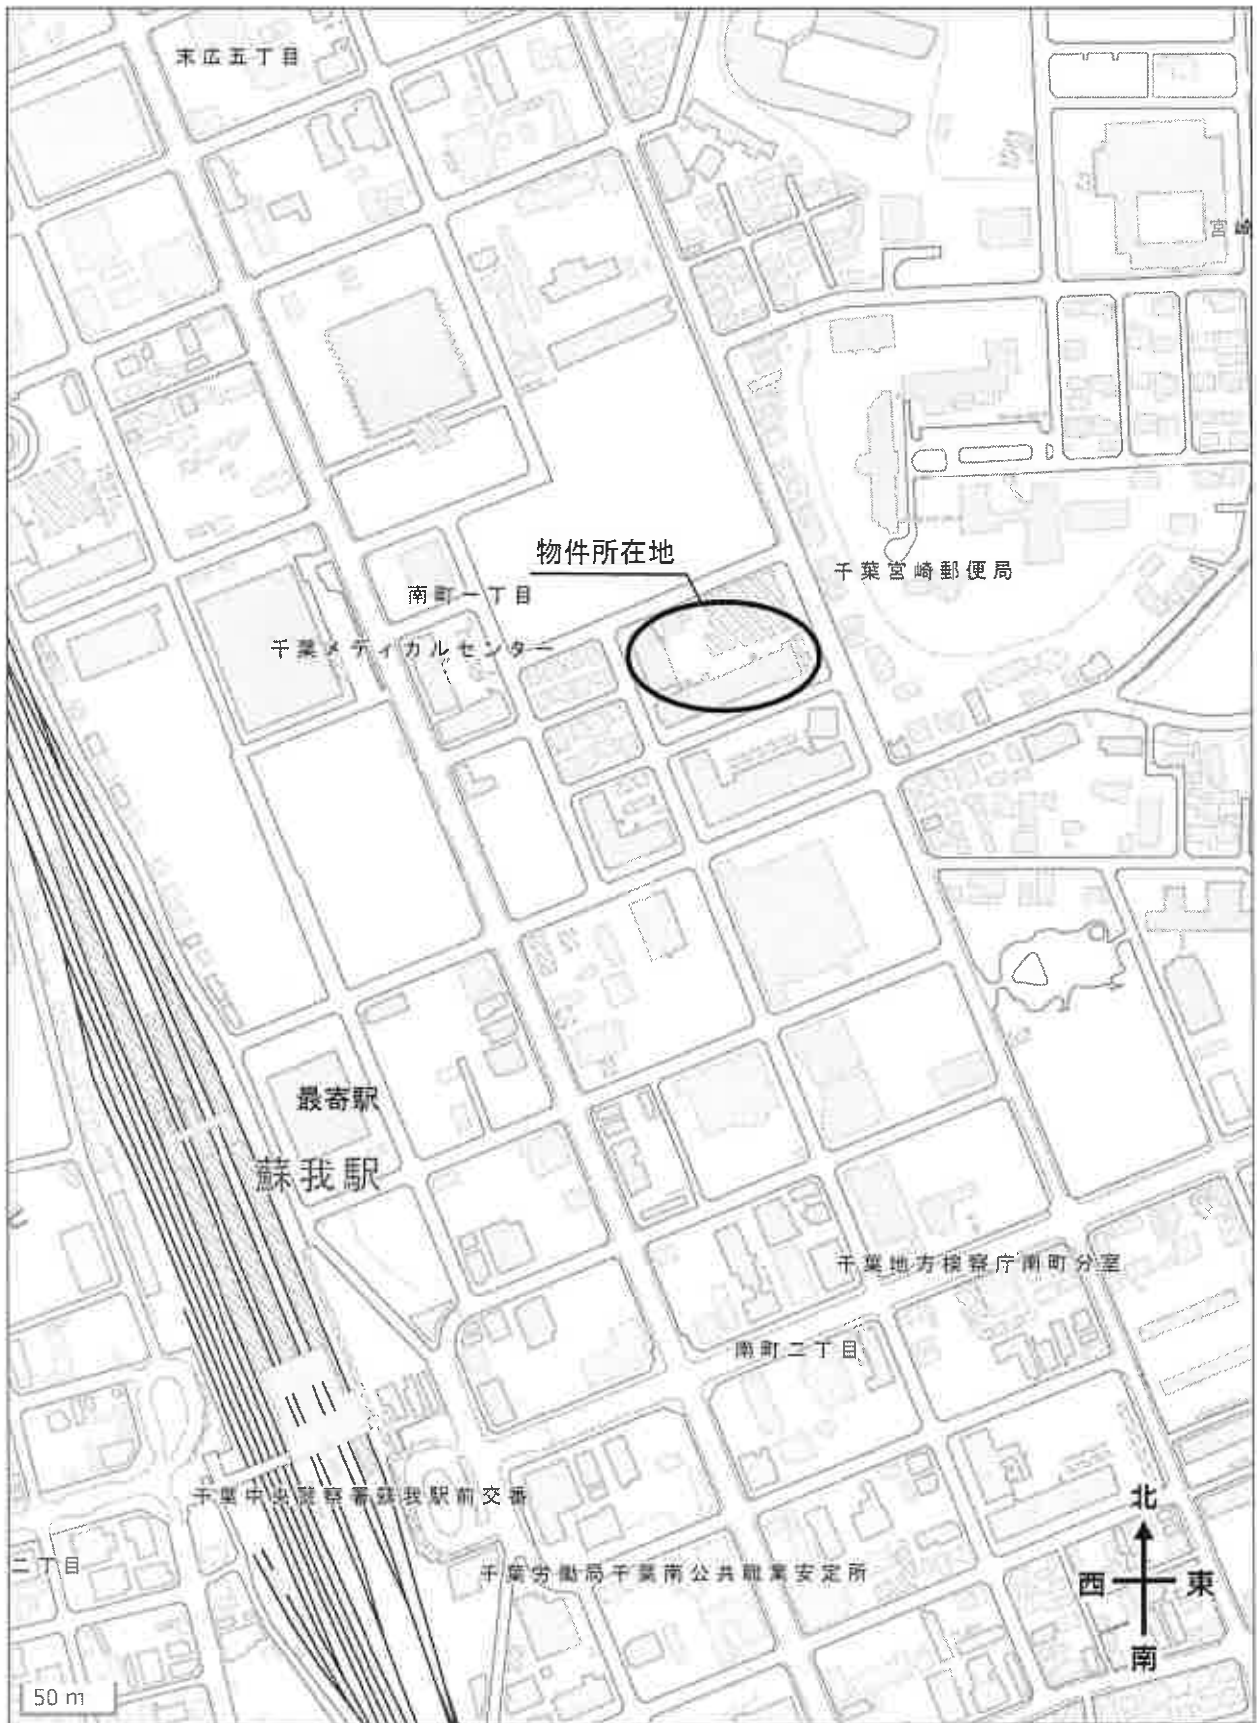 末広五丁目
宮崎
物件所在地
千葉宮崎郵便局
南町一丁目
千葉メディカルセンター
最寄駅
蘇我駅
千葉地方検察庁南町分室
南町二丁目
千葉中央警察署蘇我駅前交番
北
二丁目
千葉労働局千葉南公共職業安定所
西 東
南
50 m